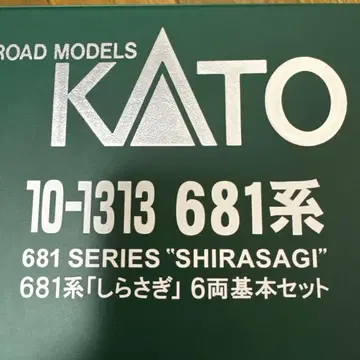 ROAD MODELS
KATO
10-1313 681系
681 SERIES "SHIRASAGI"
681系「しらさぎ」6両基本セット